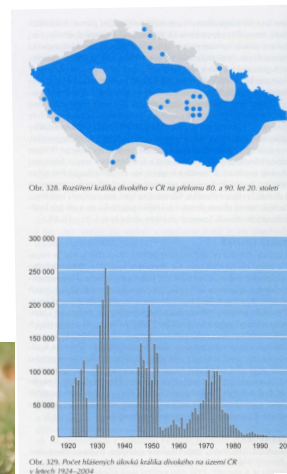 Obr. 328. Rozšíření králíka divokého v ČR na přelomu 80. a 90. let 20. století
300 000
250 000
200 000
150 000
100 000
50 000
0
1920 1930 1940 1950 1960 1970 1980 1990
Obr. 329. Počet hlášených úlovků králíka divokého na území ČR
v letech 1924–2004